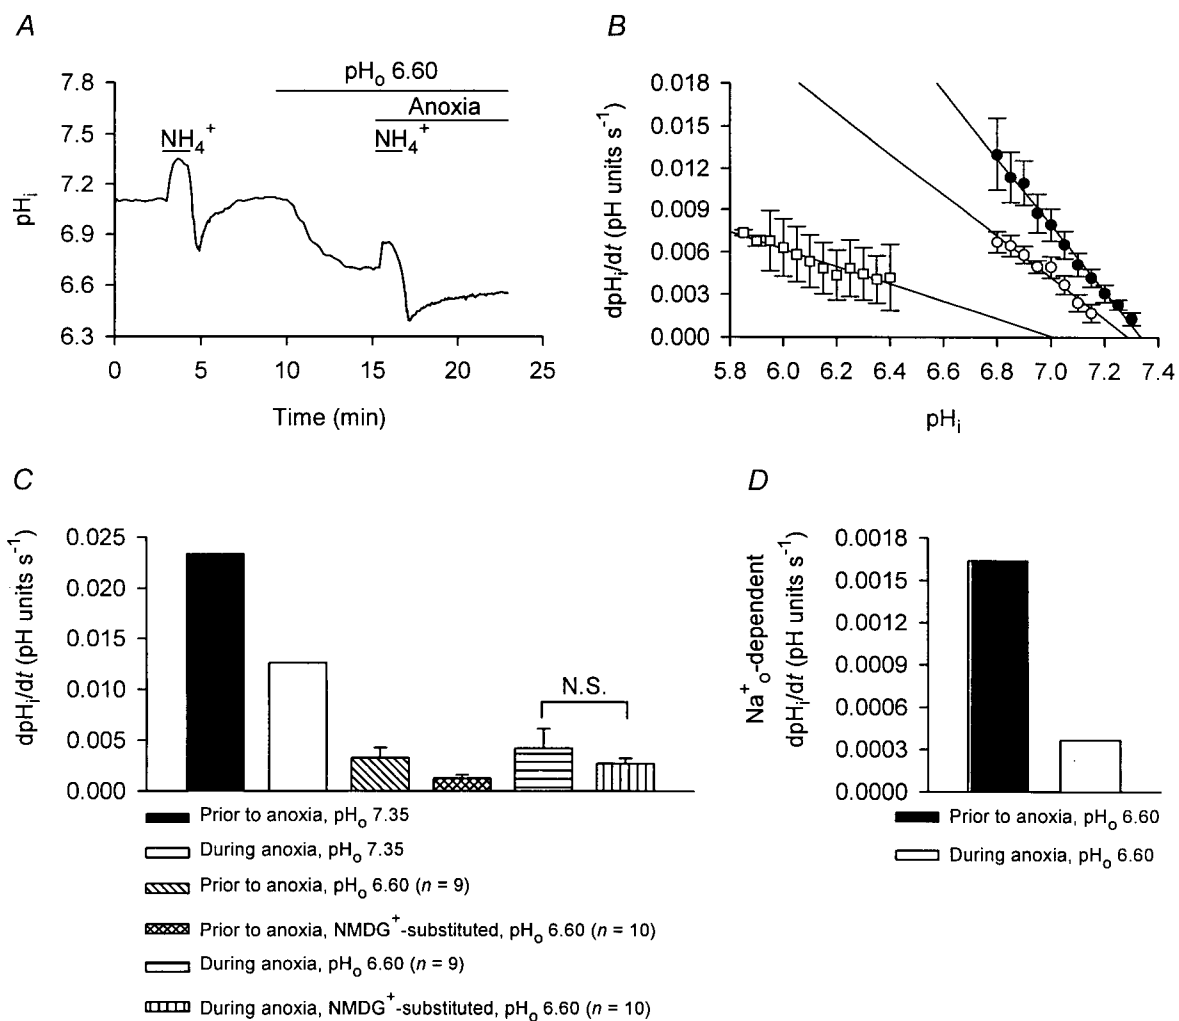 A
pHₒ 6.60
Anoxia
NH₄⁺
NH₄⁺
7.8
7.5
7.2
6.9
6.6
6.3
pHᵢ
0
5
10
15
20
25
Time (min)
B
0.018
0.015
0.012
0.009
0.006
0.003
0.000
dpHᵢ/dt (pH units s⁻¹)
5.8
6.0
6.2
6.4
6.6
6.8
7.0
7.2
7.4
pHᵢ
C
0.025
0.020
0.015
0.010
0.005
0.000
dpHᵢ/dt (pH units s⁻¹)
N.S.
Prior to anoxia, pHₒ 7.35
During anoxia, pHₒ 7.35
Prior to anoxia, pHₒ 6.60 (n = 9)
Prior to anoxia, NMDG⁺-substituted, pHₒ 6.60 (n = 10)
During anoxia, pHₒ 6.60 (n = 9)
During anoxia, NMDG⁺-substituted, pHₒ 6.60 (n = 10)
D
0.0018
0.0015
0.0012
0.0009
0.0006
0.0003
0.0000
Na⁺ₒ-dependent
dpHᵢ/dt (pH units s⁻¹)
Prior to anoxia, pHₒ 6.60
During anoxia, pHₒ 6.60